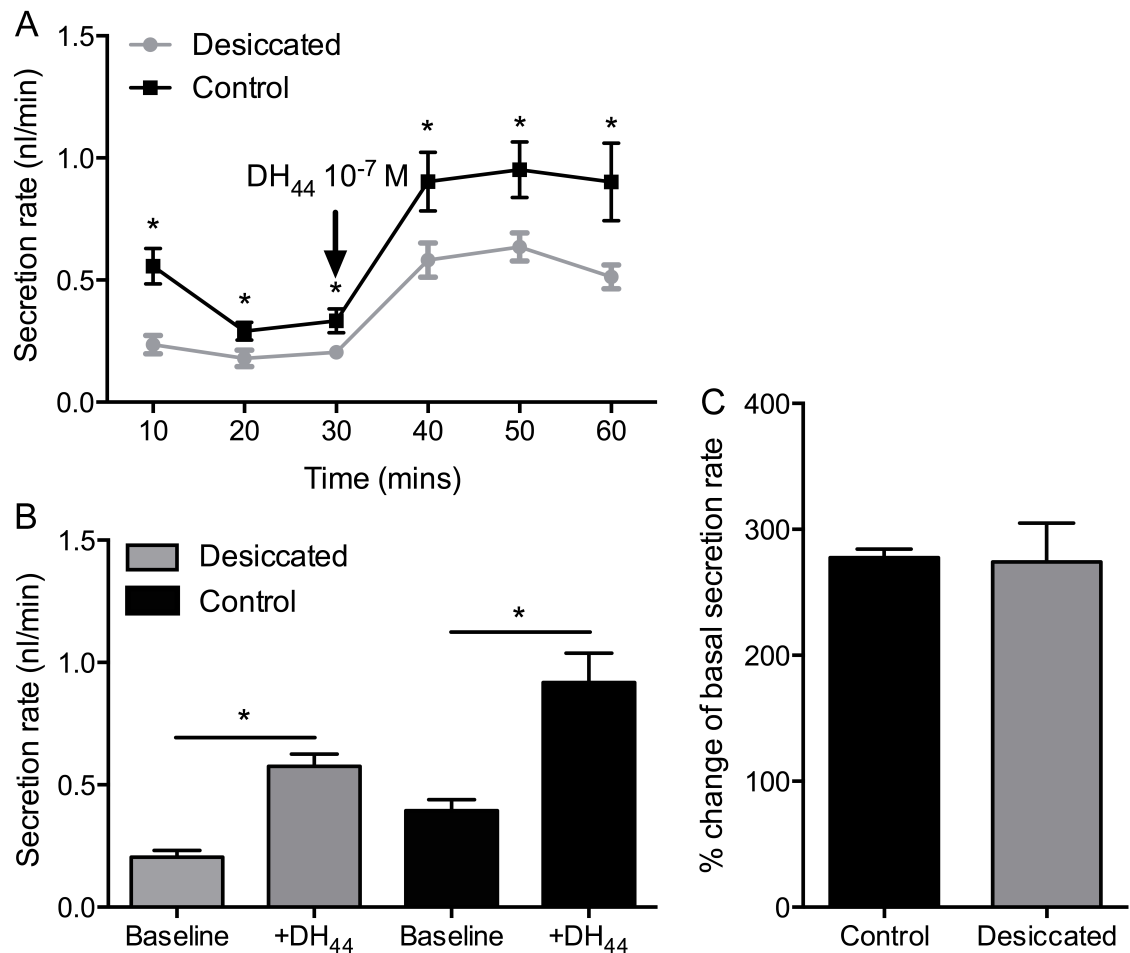 A
1.5
1.0
0.5
0.0
Secretion rate (nl/min)
Desiccated
Control
DH44 10-7 M
*
*
*
*
*
*
10 20 30 40 50 60
Time (mins)
B
1.5
1.0
0.5
0.0
Secretion rate (nl/min)
Desiccated
Control
*
*
Baseline +DH44 Baseline +DH44
C
400
300
200
100
0
% change of basal secretion rate
Control Desiccated